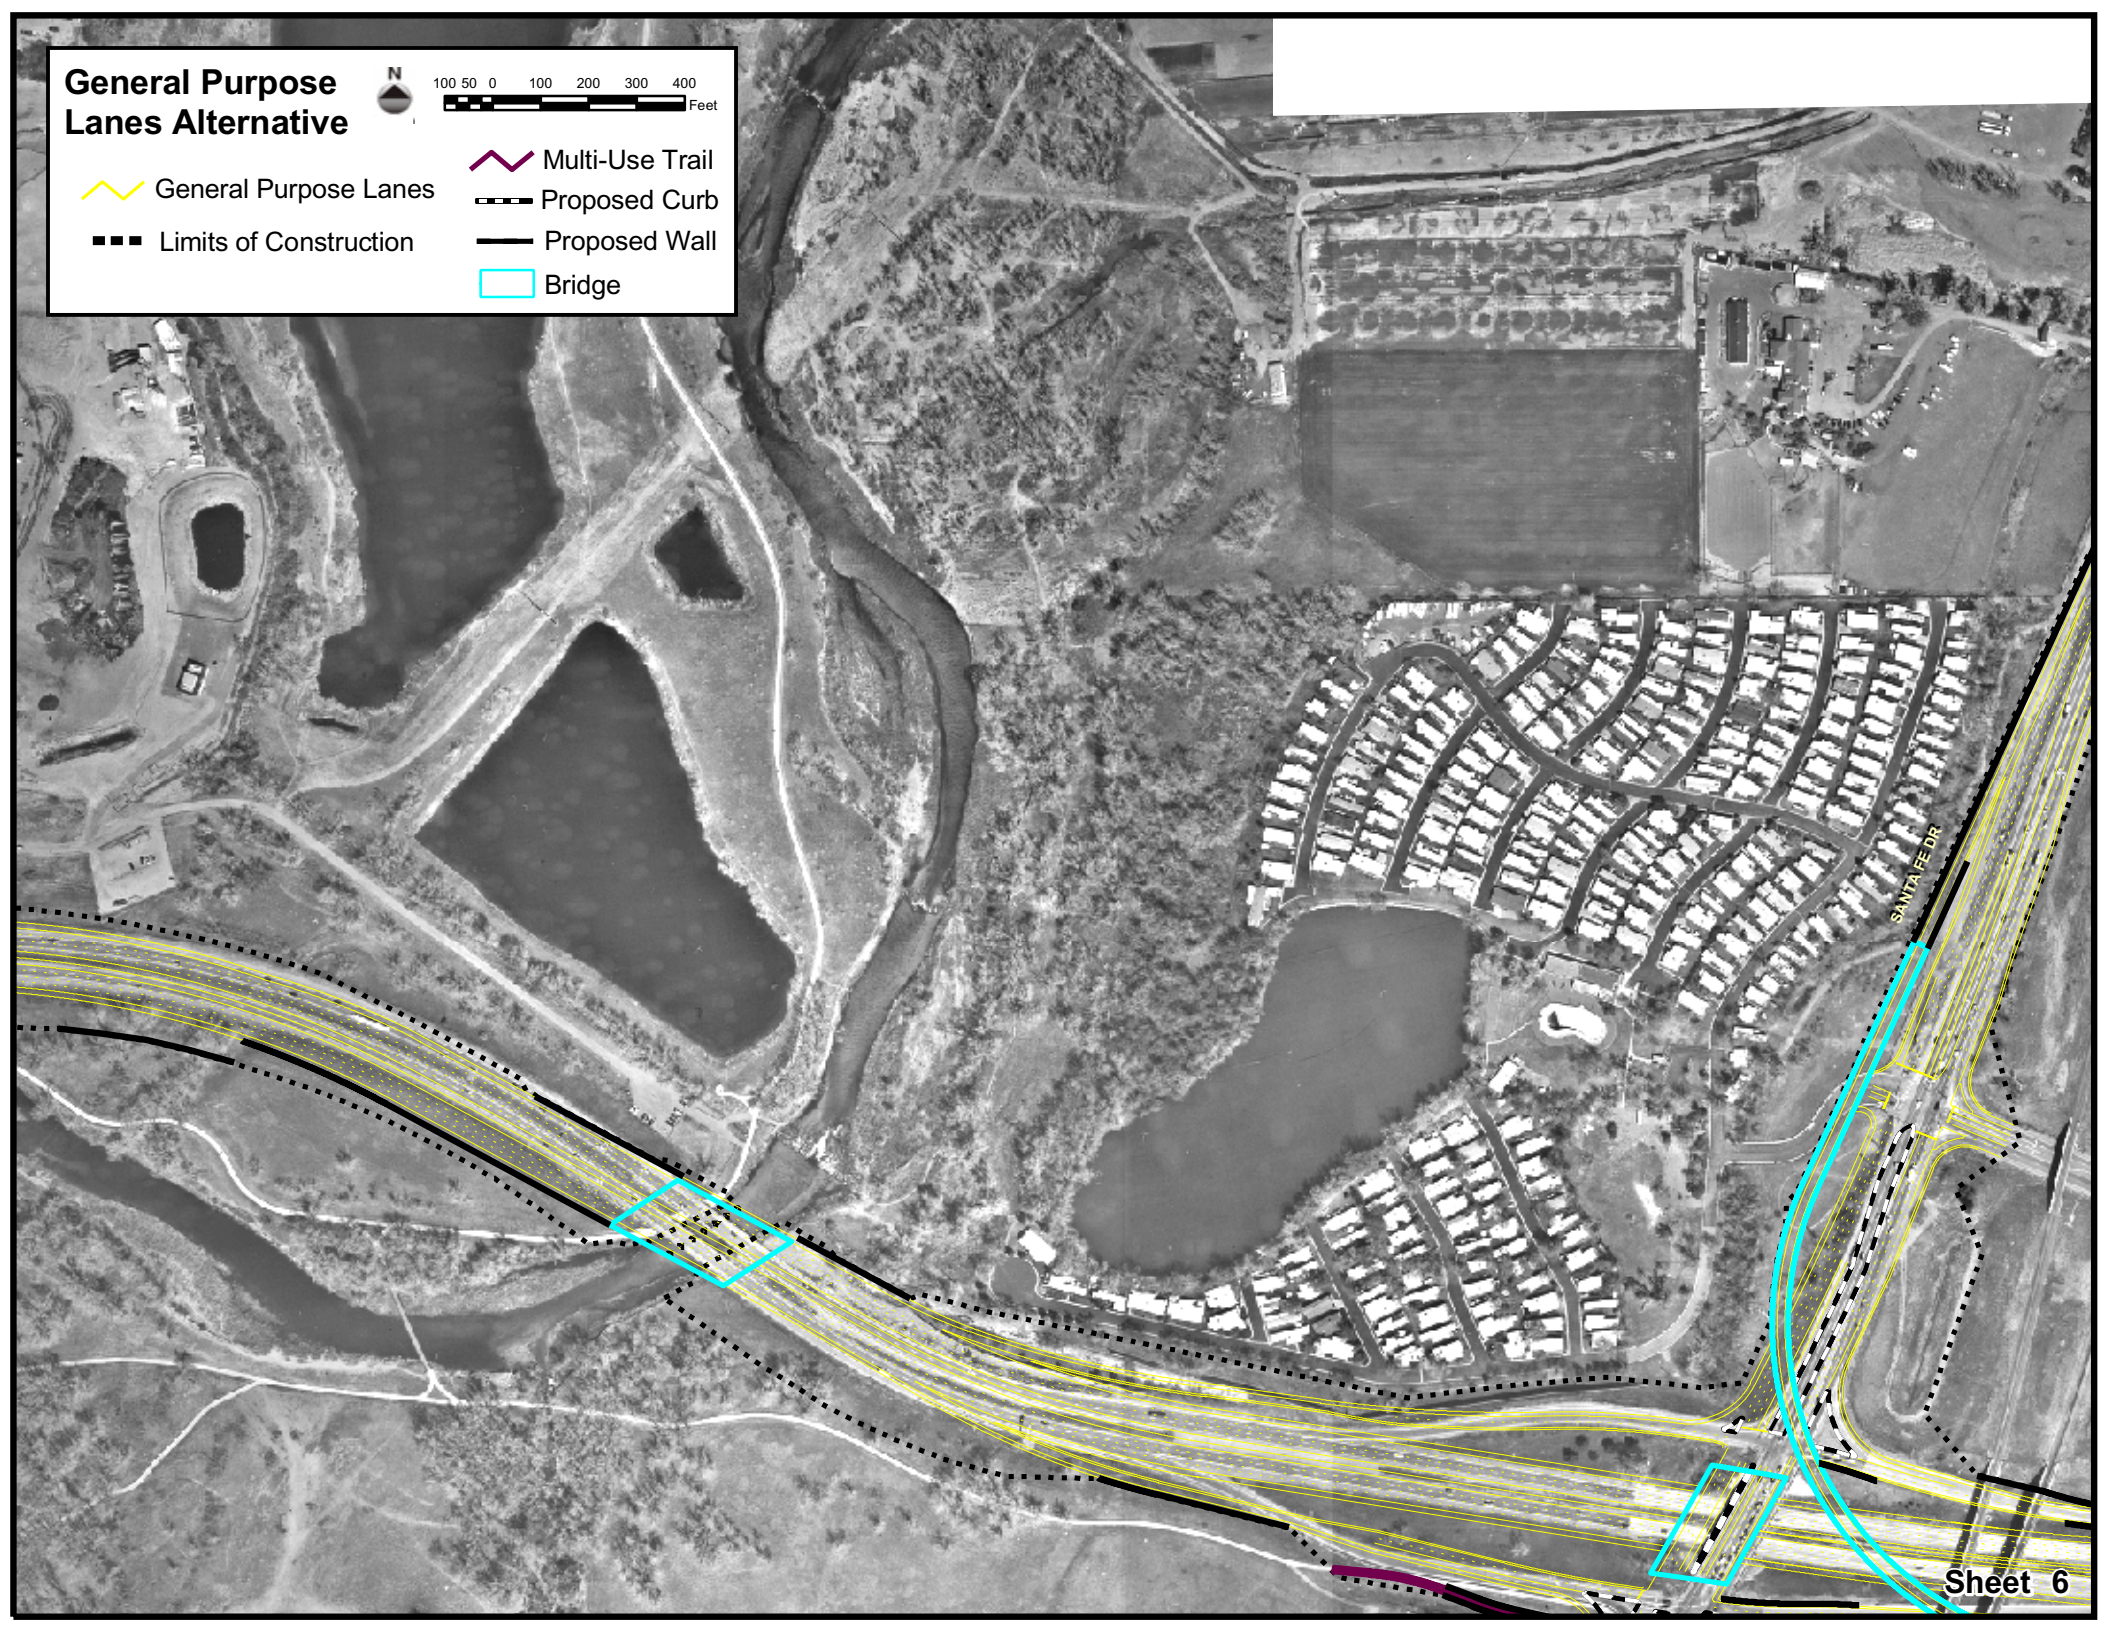 General Purpose
Lanes Alternative
N
100 50 0 100 200 300 400
Feet
General Purpose Lanes
Limits of Construction
Multi-Use Trail
Proposed Curb
Proposed Wall
Bridge
SANTA FE DR
Sheet 6